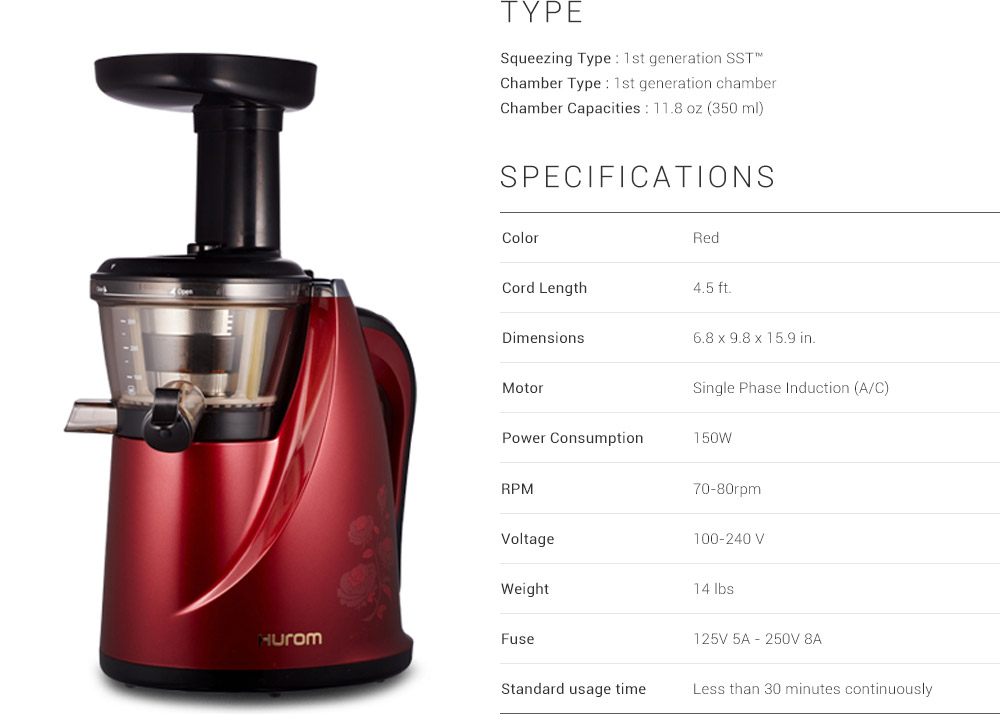 TYPE
Squeezing Type : 1st generation SST™
Chamber Type : 1st generation chamber
Chamber Capacities : 11.8 oz (350 ml)
SPECIFICATIONS
Color Red
Cord Length 4.5 ft.
Dimensions 6.8 x 9.8 x 15.9 in.
Motor Single Phase Induction (A/C)
Power Consumption 150W
RPM 70-80rpm
Voltage 100-240 V
Weight 14 lbs
Fuse 125V 5A - 250V 8A
Standard usage time Less than 30 minutes continuously
Open
HUROM